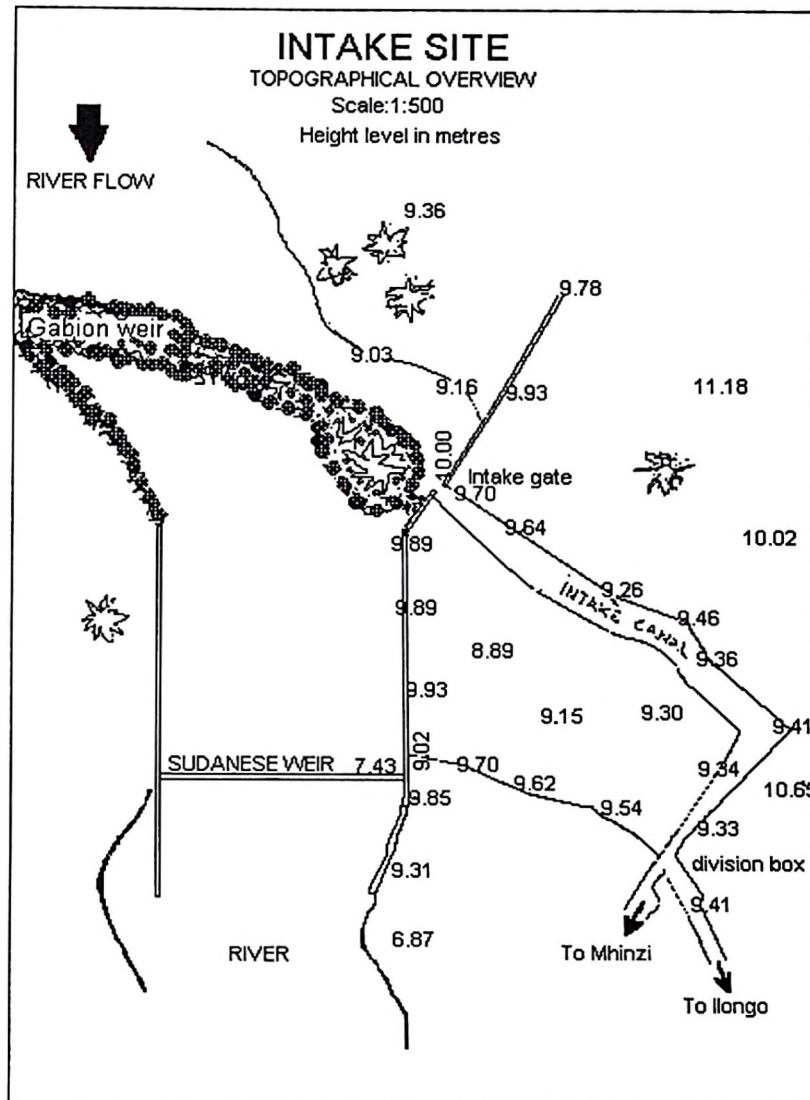 INTAKE SITE
TOPOGRAPHICAL OVERVIEW
Scale:1:500
Height level in metres
RIVER FLOW
9.36
9.78
Gabion weir
9.03
9.16
9.93
11.18
10.00
Intake gate
9.70
9.89
9.64
10.02
9.89
9.26
INTAKE CANAL
9.46
8.89
9.36
9.93
9.15
9.30
9.41
9.02
SUDANESE WEIR
7.43
9.70
9.34
9.62
9.85
9.54
9.33
division box
9.31
9.41
6.87
RIVER
To Mhinzi
To Ilongo